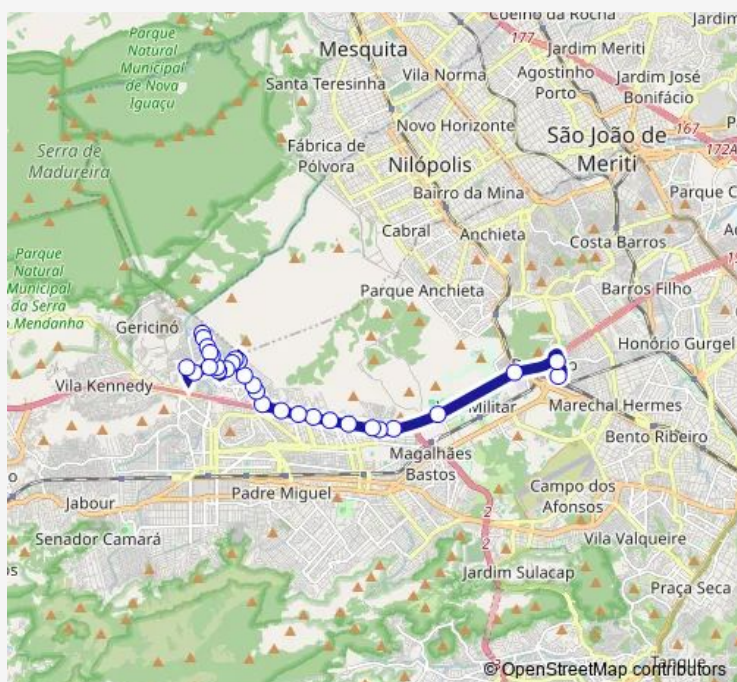 Coelho da Rocha
Jardim
Parque
Natural
Municipal
de Nova
Iguaçu
Mesquita
177
Jardim Meriti
Santa Teresinha
Vila Norma
Agostinho
Porto
Jardim José
Bonifácio
Novo Horizonte
167
São João de
Meriti
172A
Serra de
Madureira
Fábrica de
Pólvora
Nilópolis
Bairro da Mina
Parque C
Cabral
Anchieta
Costa Barros
Parque
Natural
Municipal
da Serra
o Mendanha
Parque Anchieta
Barros Filho
Gericinó
Honório Gurgel
Vila Kennedy
Militar
Marechal Hermes
Bento Ribeiro
Magalhães
Bastos
Padre Miguel
Jabour
Campo dos
Afonsos
2
Senador Camará
2
Vila Valqueire
Jardim Sulacap
Praça Seca
Tanque
© OpenStreetMap contributors